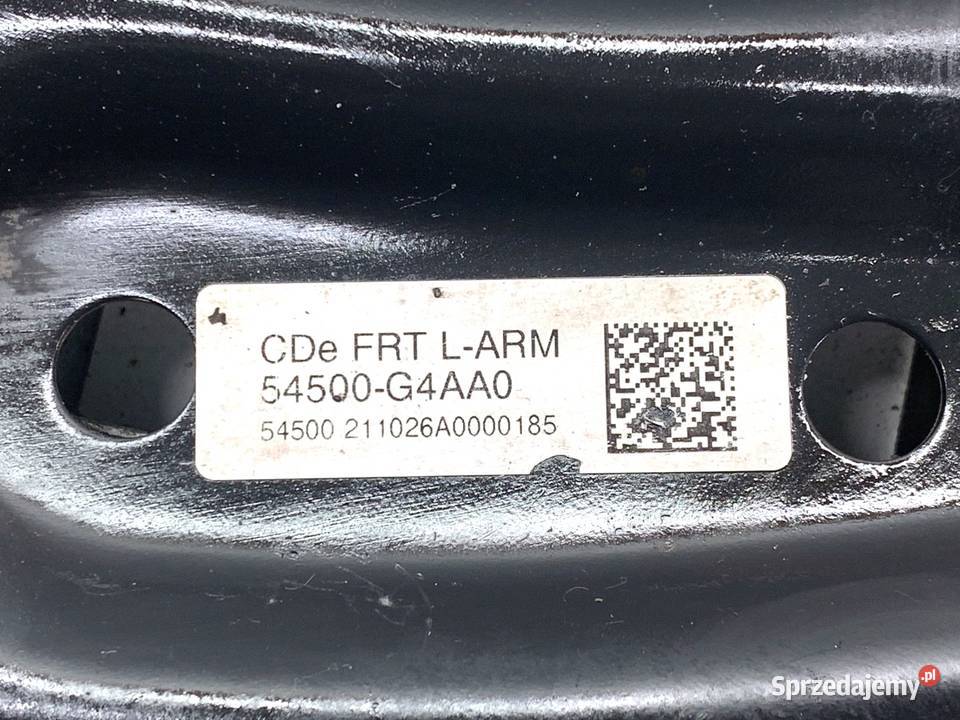 CDe FRT L-ARM
54500-G4AA0
54500 211026A0000185
Sprzedajemy.pl